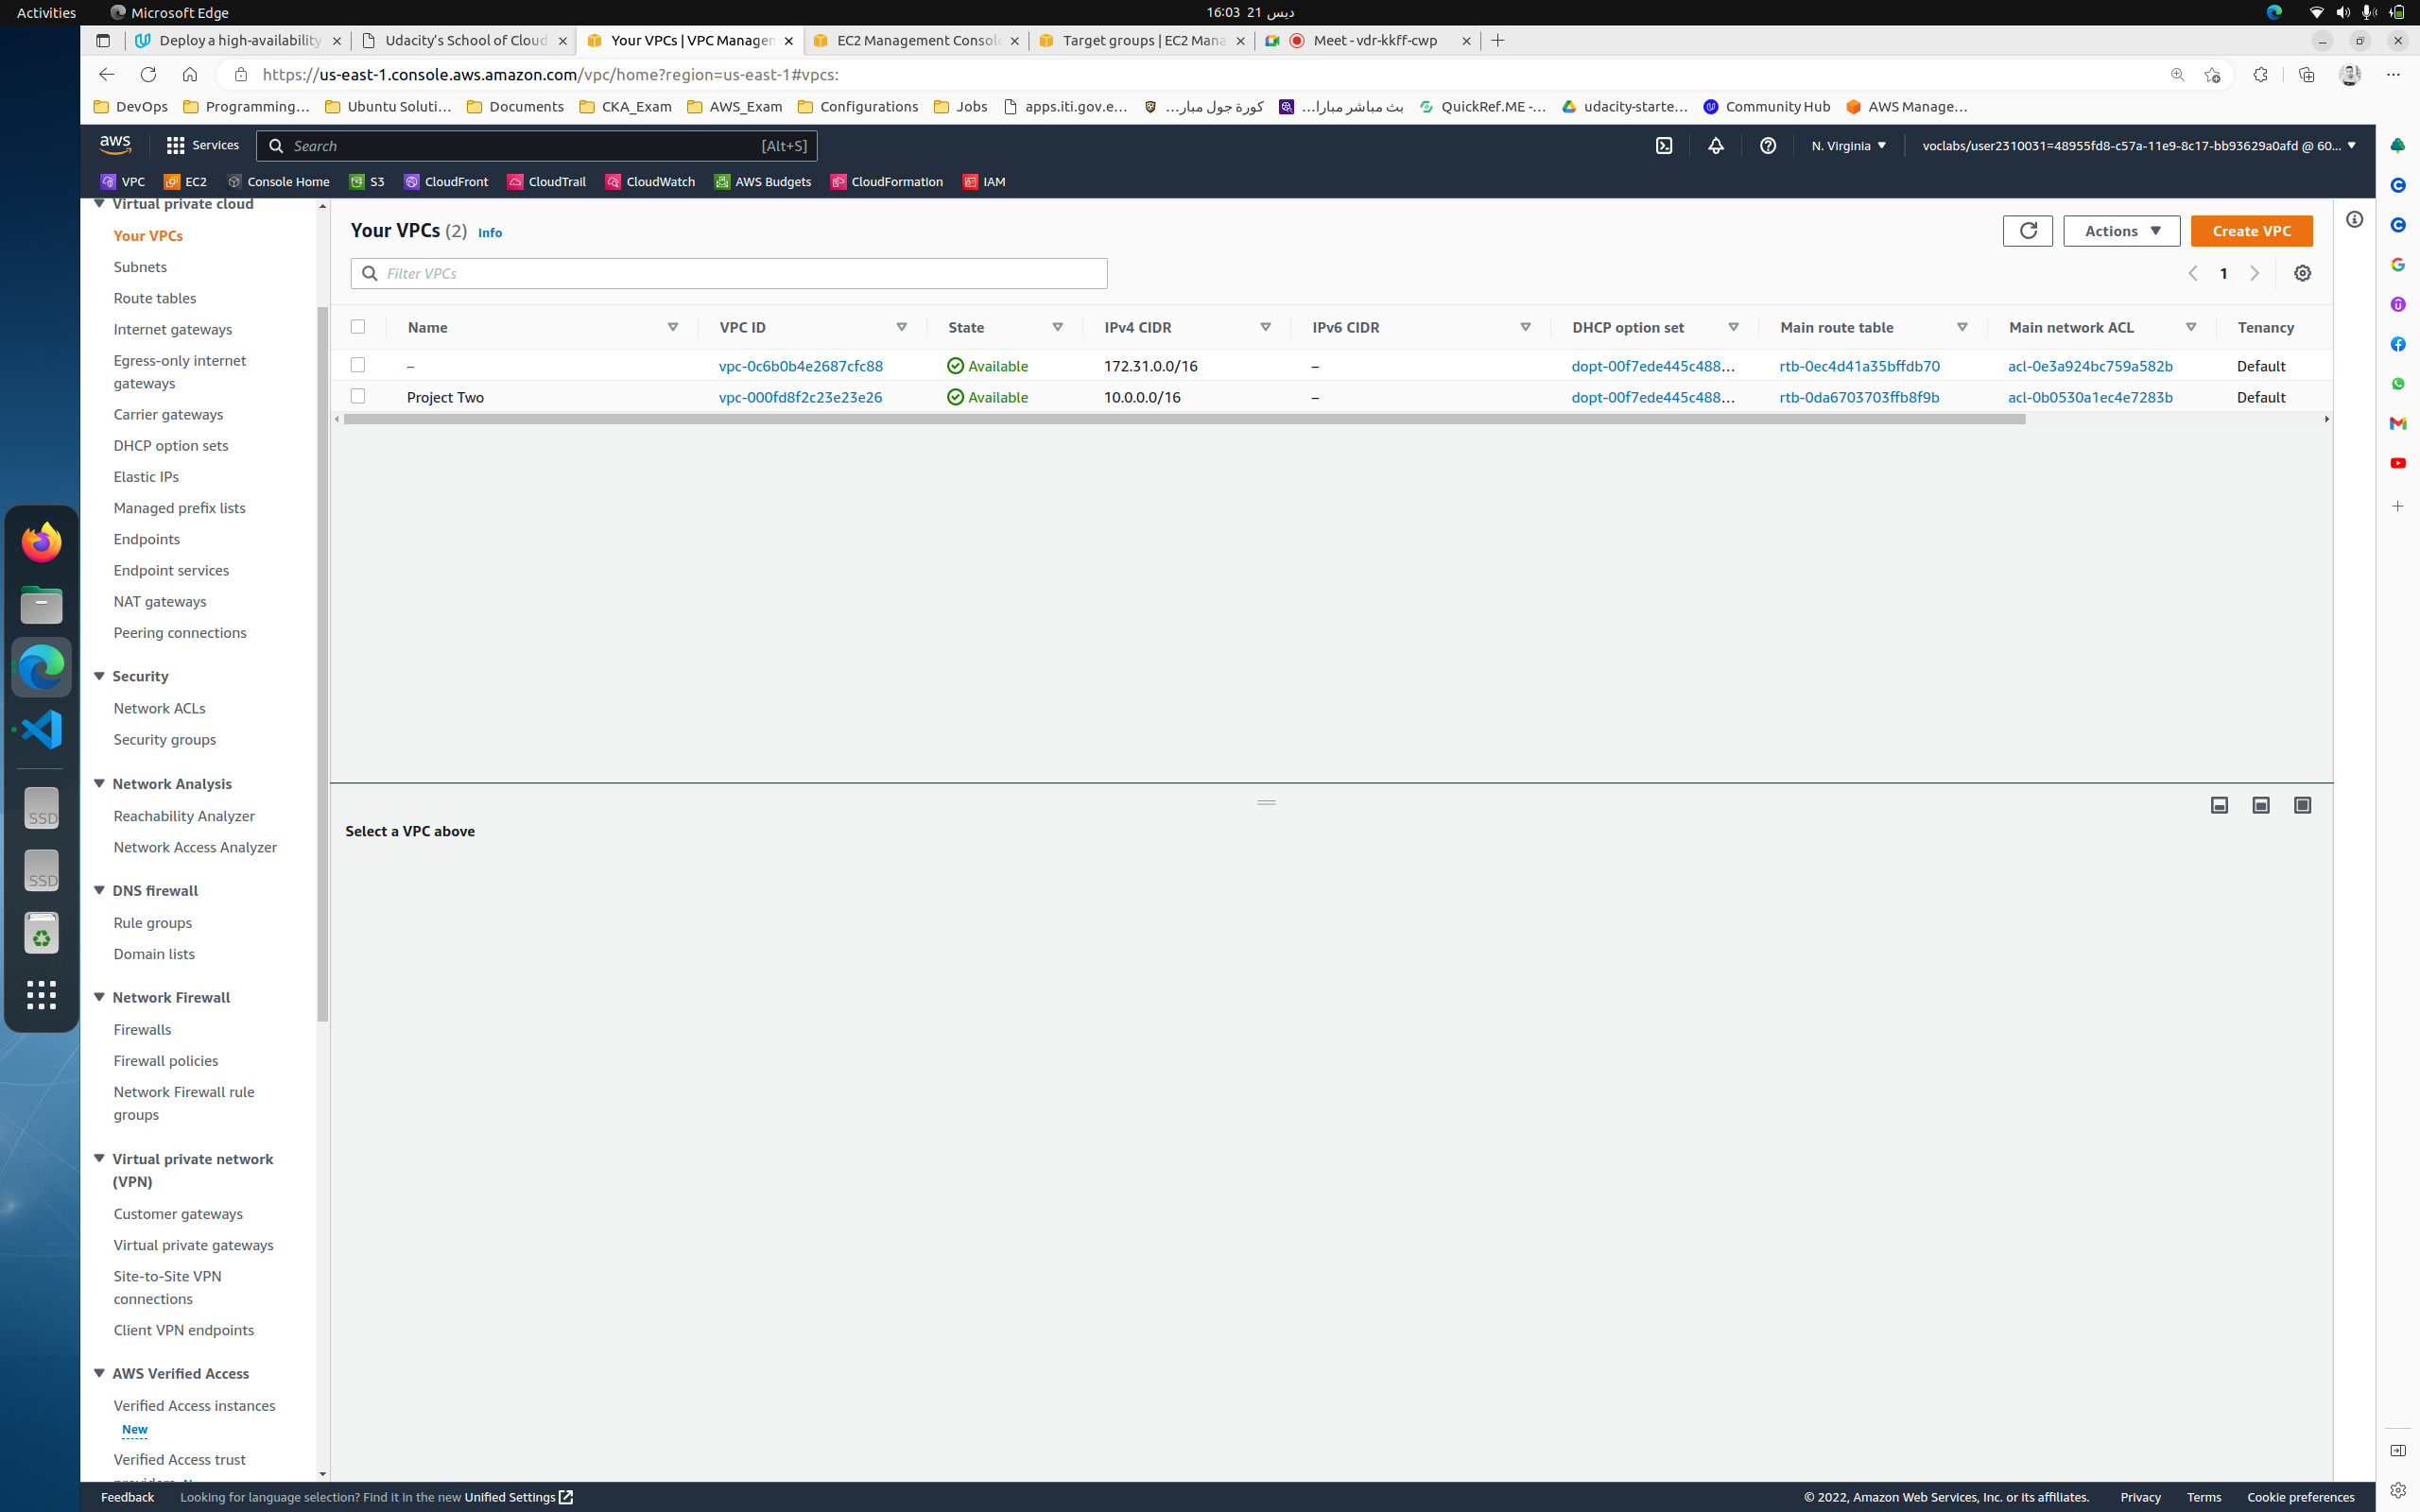 Activities
Microsoft Edge
16:03 21 ديس
Deploy a high-availability
Udacity's School of Cloud
Your VPCs | VPC Managem
EC2 Management Console
Target groups | EC2 Mana
Meet - vdr-kkff-cwp
https://us-east-1.console.aws.amazon.com/vpc/home?region=us-east-1#vpcs:
DevOps
Programming…
Ubuntu Soluti…
Documents
CKA_Exam
AWS_Exam
Configurations
Jobs
apps.iti.gov.e…
كورة جول مبار…
بث مباشر مبارا…
QuickRef.ME -…
udacity-starte…
Community Hub
AWS Manage…
aws
Services
Search
[Alt+S]
N. Virginia
voclabs/user2310031=48955fd8-c57a-11e9-8c17-bb93629a0afd @ 60...
VPC
EC2
Console Home
S3
CloudFront
CloudTrail
CloudWatch
AWS Budgets
CloudFormation
IAM
Virtual private cloud
Your VPCs
Subnets
Route tables
Internet gateways
Egress-only internet
gateways
Carrier gateways
DHCP option sets
Elastic IPs
Managed prefix lists
Endpoints
Endpoint services
NAT gateways
Peering connections
Security
Network ACLs
Security groups
Network Analysis
Reachability Analyzer
Network Access Analyzer
DNS firewall
Rule groups
Domain lists
Network Firewall
Firewalls
Firewall policies
Network Firewall rule
groups
Virtual private network
(VPN)
Customer gateways
Virtual private gateways
Site-to-Site VPN
connections
Client VPN endpoints
AWS Verified Access
Verified Access instances
New
Verified Access trust
Your VPCs (2) Info
Actions
Create VPC
Filter VPCs
1
Name VPC ID State IPv4 CIDR IPv6 CIDR DHCP option set Main route table Main network ACL Tenancy
– vpc-0c6b0b4e2687cfc88 Available 172.31.0.0/16 – dopt-00f7ede445c488… rtb-0ec4d41a35bffdb70 acl-0e3a924bc759a582b Default
Project Two vpc-000fd8f2c23e23e26 Available 10.0.0.0/16 – dopt-00f7ede445c488… rtb-0da6703703ffb8f9b acl-0b0530a1ec4e7283b Default
Select a VPC above
SSD
SSD
Feedback
Looking for language selection? Find it in the new Unified Settings
© 2022, Amazon Web Services, Inc. or its affiliates.
Privacy
Terms
Cookie preferences